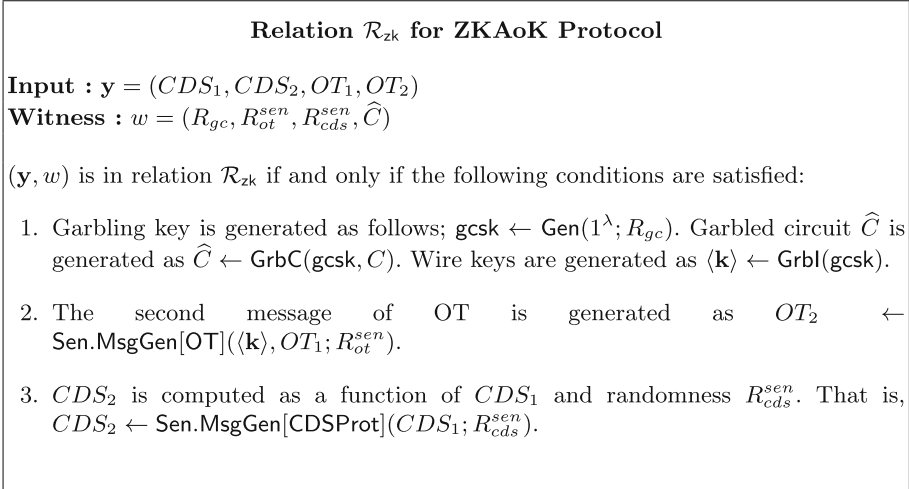 Relation R_zk for ZKAoK Protocol
Input : y = (CDS_1, CDS_2, OT_1, OT_2)
Witness : w = (R_gc, R_ot^sen, R_cds^sen, Ĉ)
(y, w) is in relation R_zk if and only if the following conditions are satisfied:
1. Garbling key is generated as follows; gcsk ← Gen(1^λ; R_gc). Garbled circuit Ĉ is
generated as Ĉ ← GrbC(gcsk, C). Wire keys are generated as ⟨k⟩ ← GrbI(gcsk).
2. The second message of OT is generated as OT_2 ←
Sen.MsgGen[OT](⟨k⟩, OT_1; R_ot^sen).
3. CDS_2 is computed as a function of CDS_1 and randomness R_cds^sen. That is,
CDS_2 ← Sen.MsgGen[CDSProt](CDS_1; R_cds^sen).